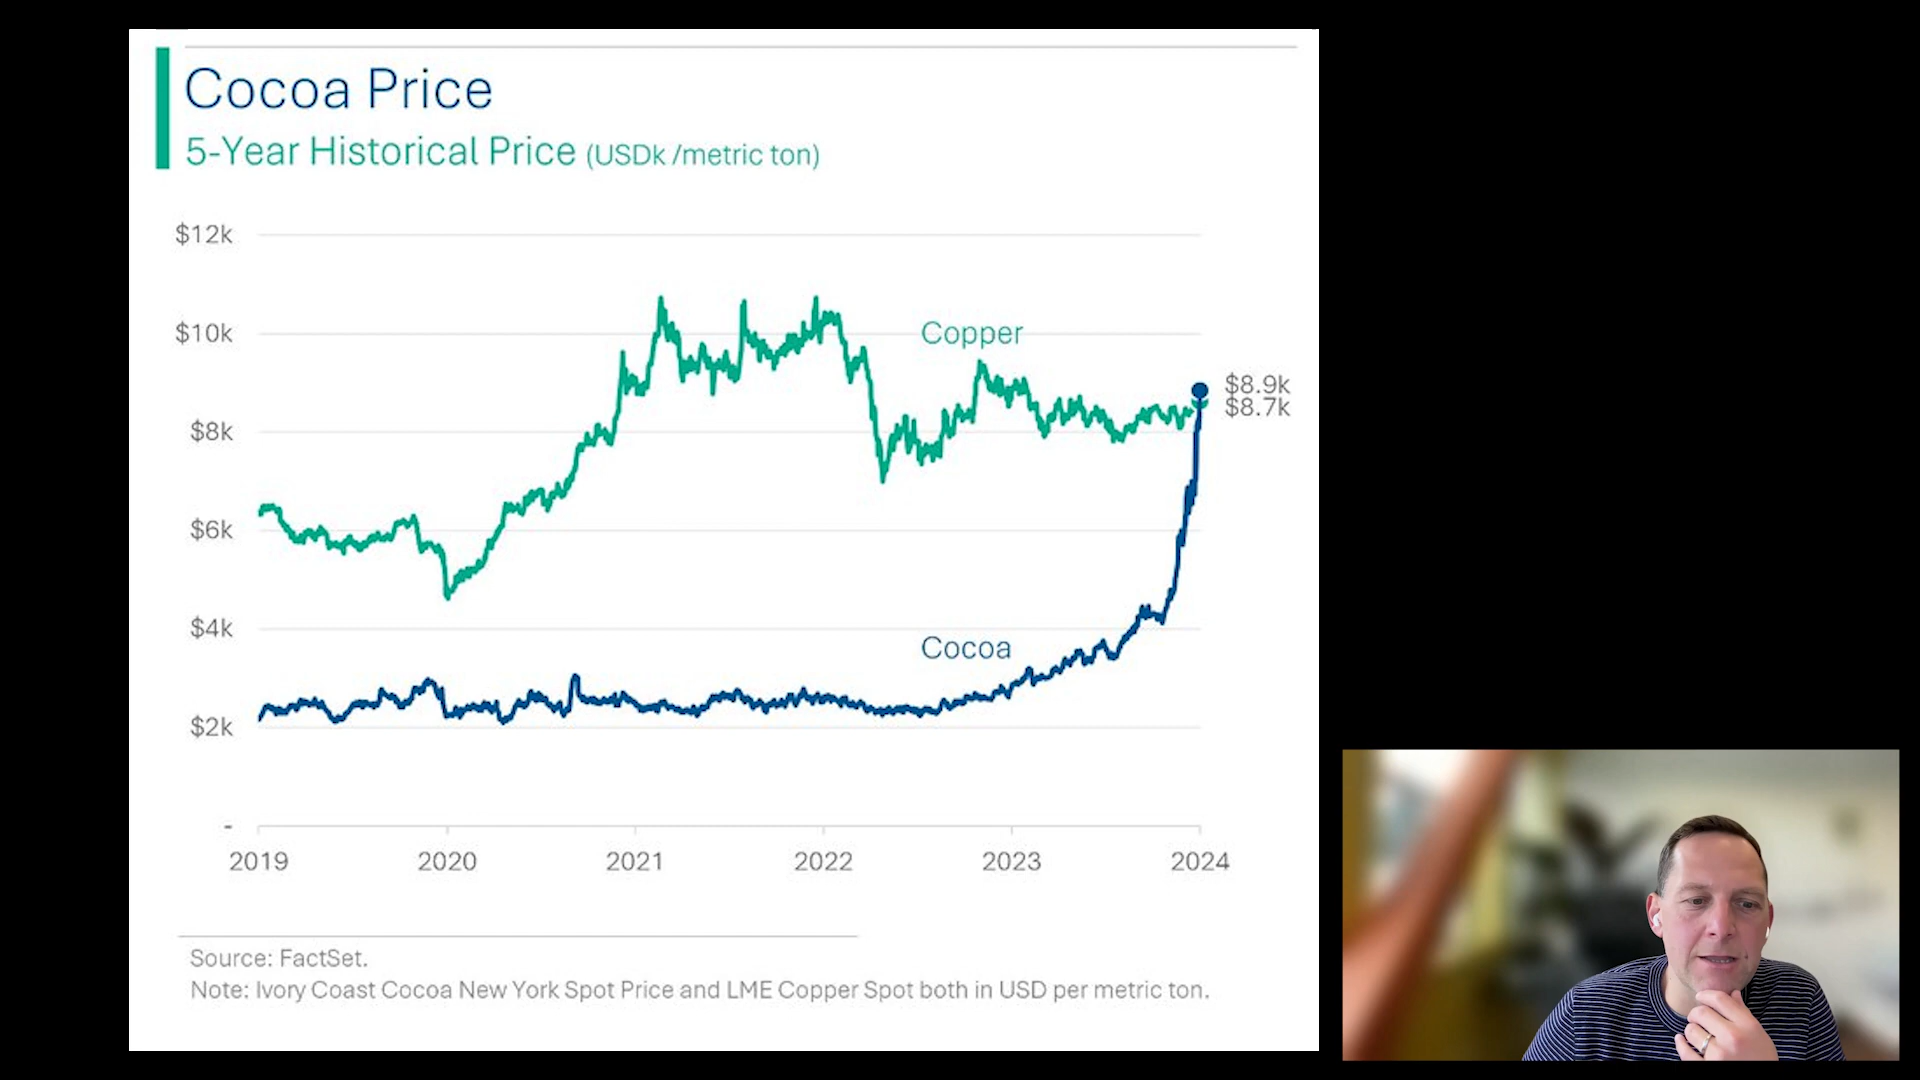 Cocoa Price
5-Year Historical Price (USDk /metric ton)
$12k
$10k
$8k
$6k
$4k
$2k
-
Copper
Cocoa
$8.9k
$8.7k
2019 2020 2021 2022 2023 2024
Source: FactSet.
Note: Ivory Coast Cocoa New York Spot Price and LME Copper Spot both in USD per metric ton.